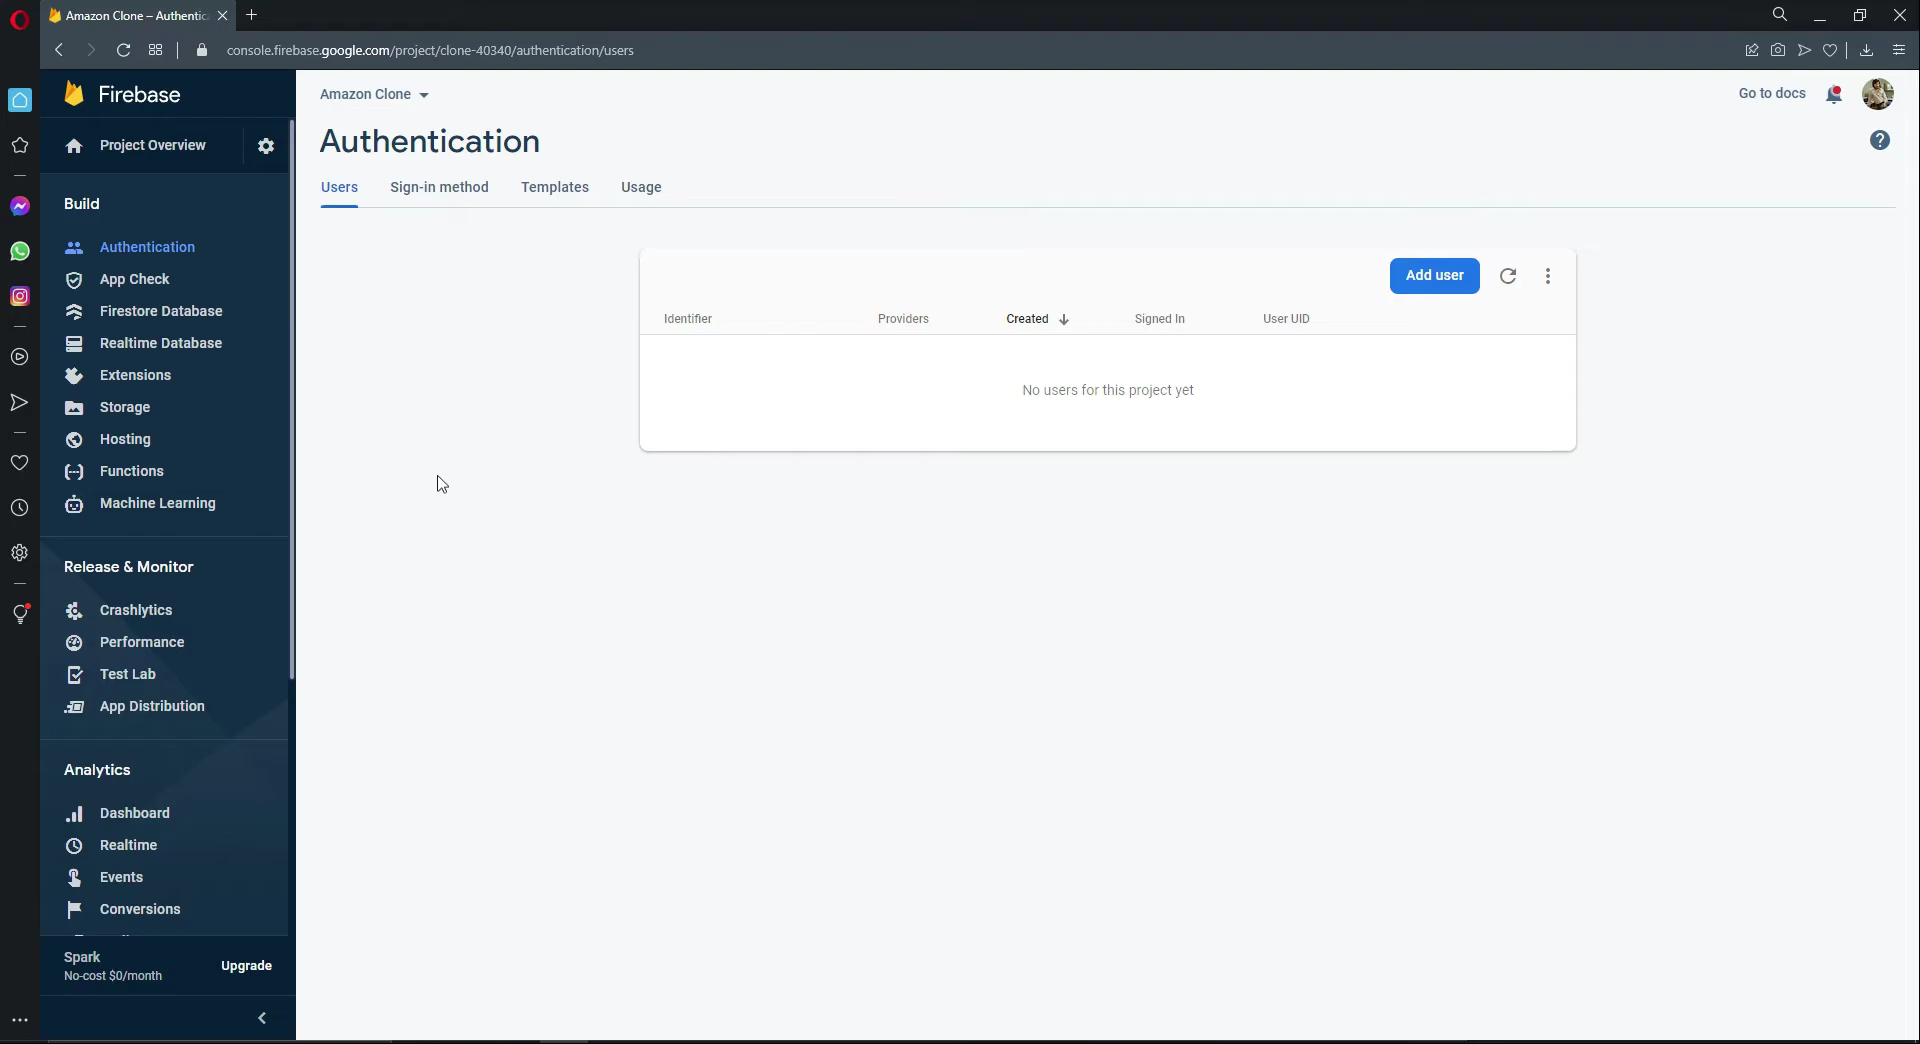 Amazon Clone – Authentic
console.firebase.google.com/project/clone-40340/authentication/users
Firebase
Project Overview
Build
Authentication
App Check
Firestore Database
Realtime Database
Extensions
Storage
Hosting
Functions
Machine Learning
Release & Monitor
Crashlytics
Performance
Test Lab
App Distribution
Analytics
Dashboard
Realtime
Events
Conversions
Spark
No-cost $0/month
Upgrade
Amazon Clone
Go to docs
Authentication
Users Sign-in method Templates Usage
Add user
Identifier Providers Created Signed In User UID
No users for this project yet